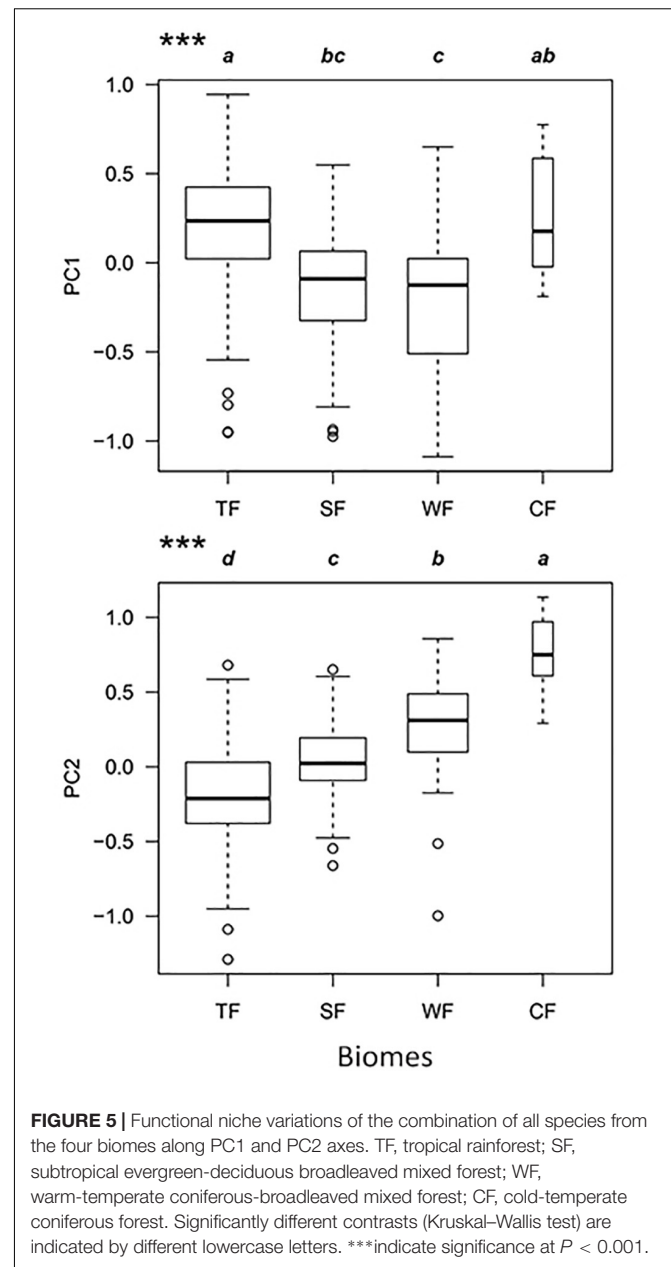 *** a bc c ab
1.0
0.5
0.0
−0.5
−1.0
PC1
TF SF WF CF
*** d c b a
1.0
0.5
0.0
−0.5
−1.0
PC2
TF SF WF CF
Biomes
FIGURE 5 | Functional niche variations of the combination of all species from
the four biomes along PC1 and PC2 axes. TF, tropical rainforest; SF,
subtropical evergreen-deciduous broadleaved mixed forest; WF,
warm-temperate coniferous-broadleaved mixed forest; CF, cold-temperate
coniferous forest. Significantly different contrasts (Kruskal–Wallis test) are
indicated by different lowercase letters. ***indicate significance at P < 0.001.